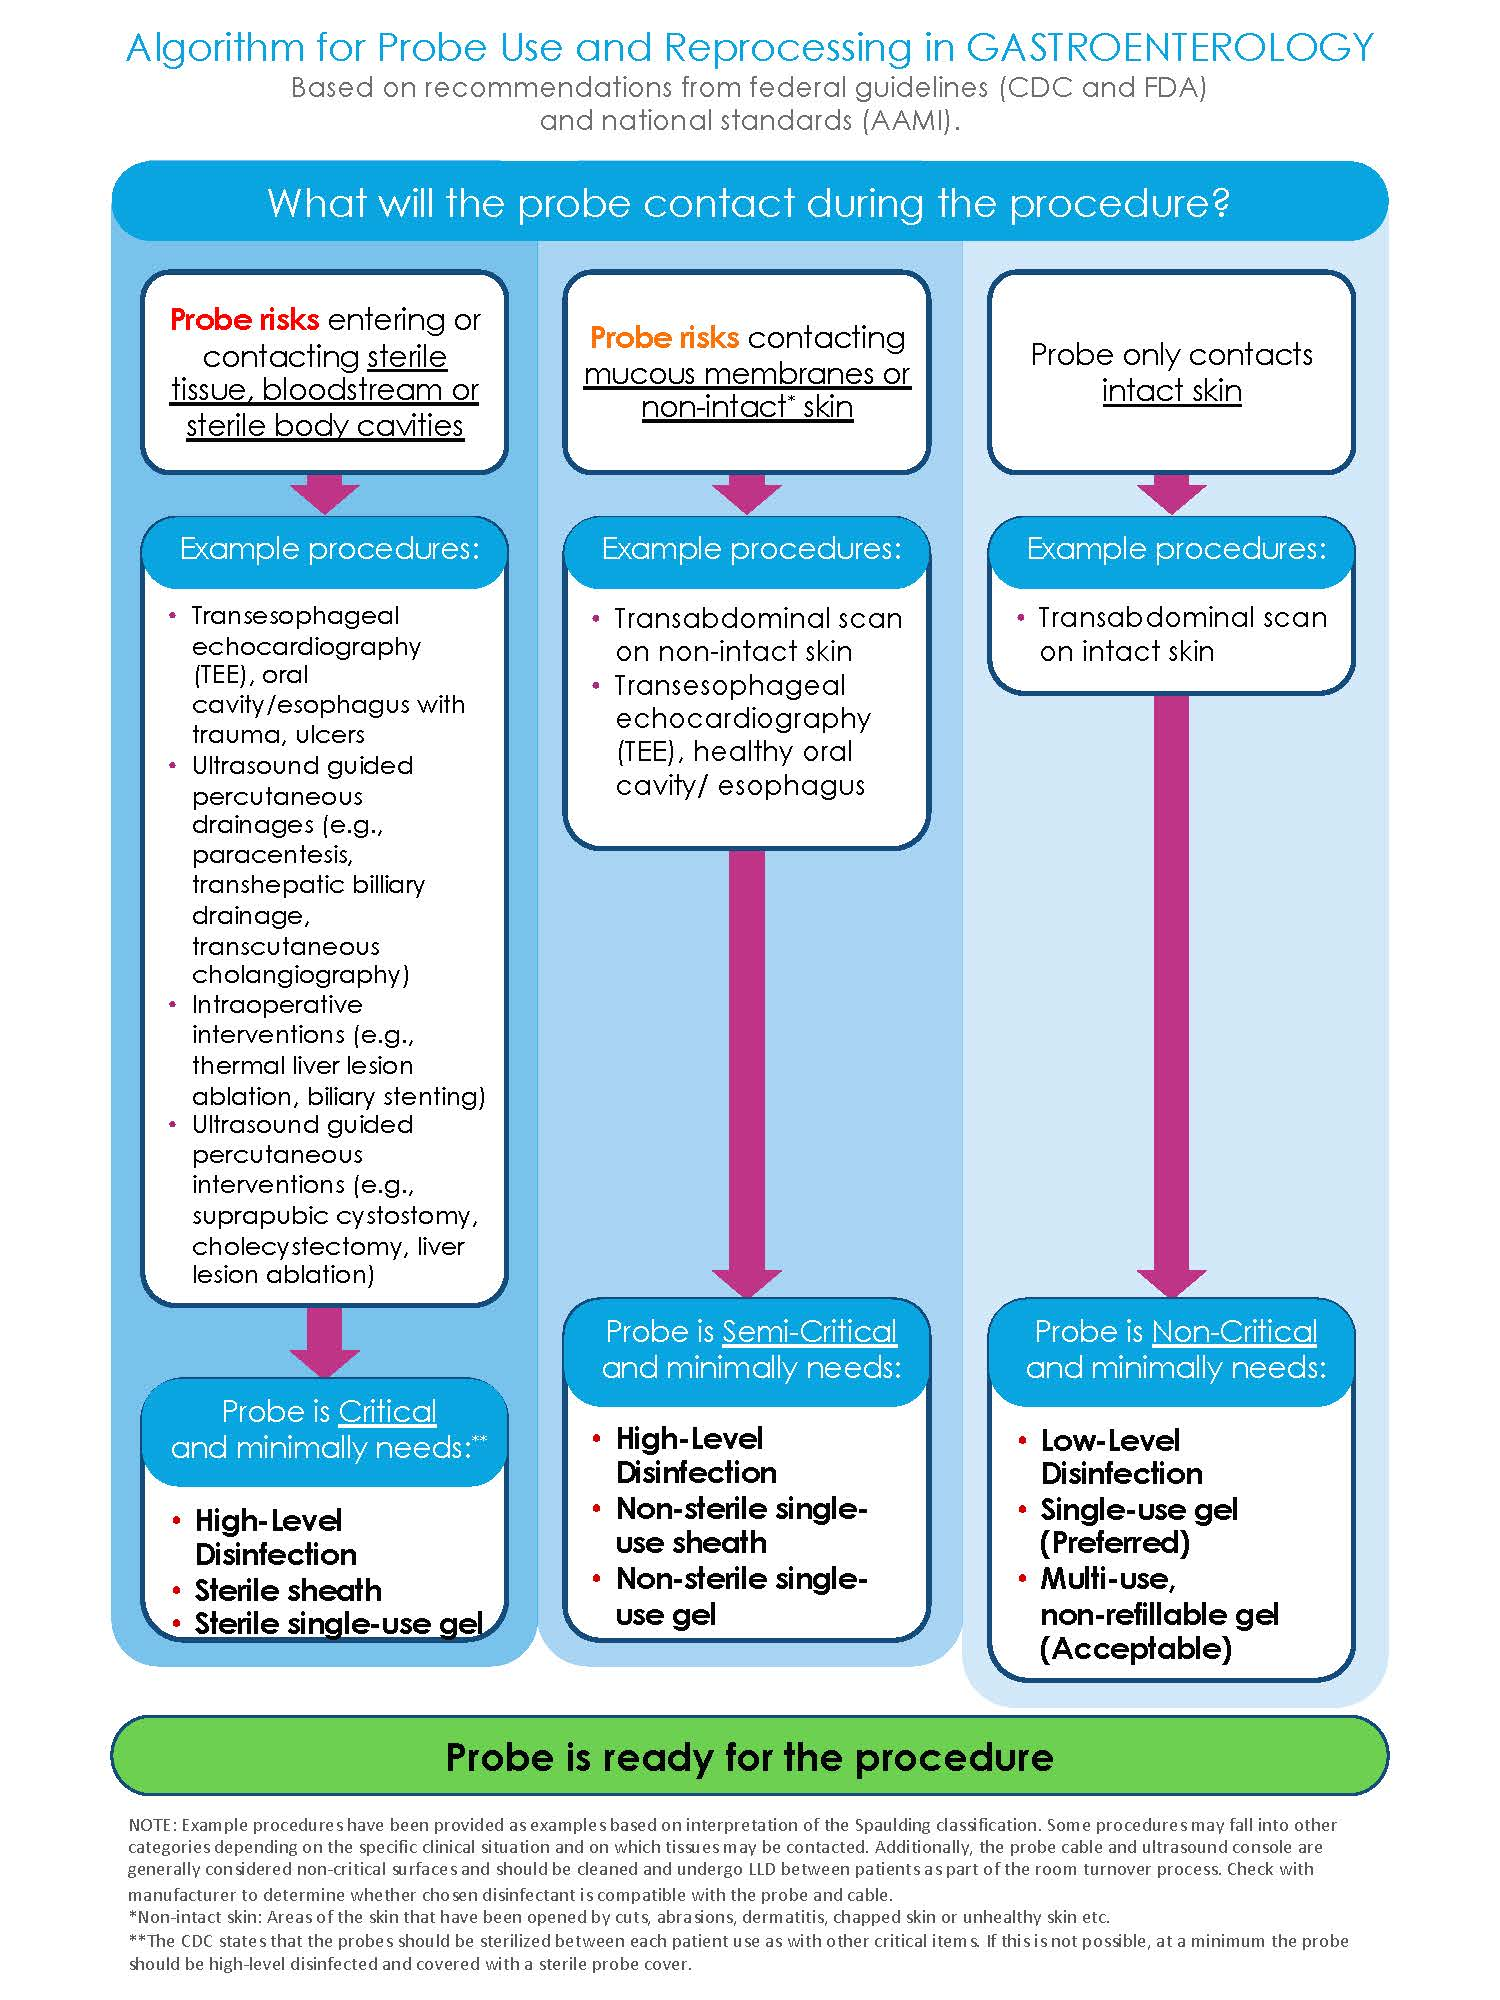 Algorithm for Probe Use and Reprocessing in GASTROENTEROLOGY
Based on recommendations from federal guidelines (CDC and FDA)
and national standards (AAMI).
What will the probe contact during the procedure?
Probe risks entering or
contacting sterile
tissue, bloodstream or
sterile body cavities
Example procedures:
• Transesophageal
echocardiography
(TEE), oral
cavity/esophagus with
trauma, ulcers
• Ultrasound guided
percutaneous
drainages (e.g.,
paracentesis,
transhepatic billiary
drainage,
transcutaneous
cholangiography)
• Intraoperative
interventions (e.g.,
thermal liver lesion
ablation, biliary stenting)
• Ultrasound guided
percutaneous
interventions (e.g.,
suprapubic cystostomy,
cholecystectomy, liver
lesion ablation)
Probe is Critical
and minimally needs:**
• High-Level
Disinfection
• Sterile sheath
• Sterile single-use gel
Probe risks contacting
mucous membranes or
non-intact* skin
Example procedures:
• Transabdominal scan
on non-intact skin
• Transesophageal
echocardiography
(TEE), healthy oral
cavity/ esophagus
Probe is Semi-Critical
and minimally needs:
• High-Level
Disinfection
• Non-sterile single-
use sheath
• Non-sterile single-
use gel
Probe only contacts
intact skin
Example procedures:
• Transabdominal scan
on intact skin
Probe is Non-Critical
and minimally needs:
• Low-Level
Disinfection
• Single-use gel
(Preferred)
• Multi-use,
non-refillable gel
(Acceptable)
Probe is ready for the procedure
NOTE: Example procedures have been provided as examples based on interpretation of the Spaulding classification. Some procedures may fall into other
categories depending on the specific clinical situation and on which tissues may be contacted. Additionally, the probe cable and ultrasound console are
generally considered non-critical surfaces and should be cleaned and undergo LLD between patients as part of the room turnover process. Check with
manufacturer to determine whether chosen disinfectant is compatible with the probe and cable.
*Non-intact skin: Areas of the skin that have been opened by cuts, abrasions, dermatitis, chapped skin or unhealthy skin etc.
**The CDC states that the probes should be sterilized between each patient use as with other critical items. If this is not possible, at a minimum the probe
should be high-level disinfected and covered with a sterile probe cover.